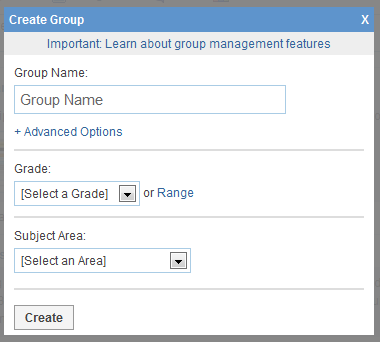 Create Group X
Important: Learn about group management features
Group Name:
Group Name
+ Advanced Options
Grade:
[Select a Grade] or Range
Subject Area:
[Select an Area]
Create